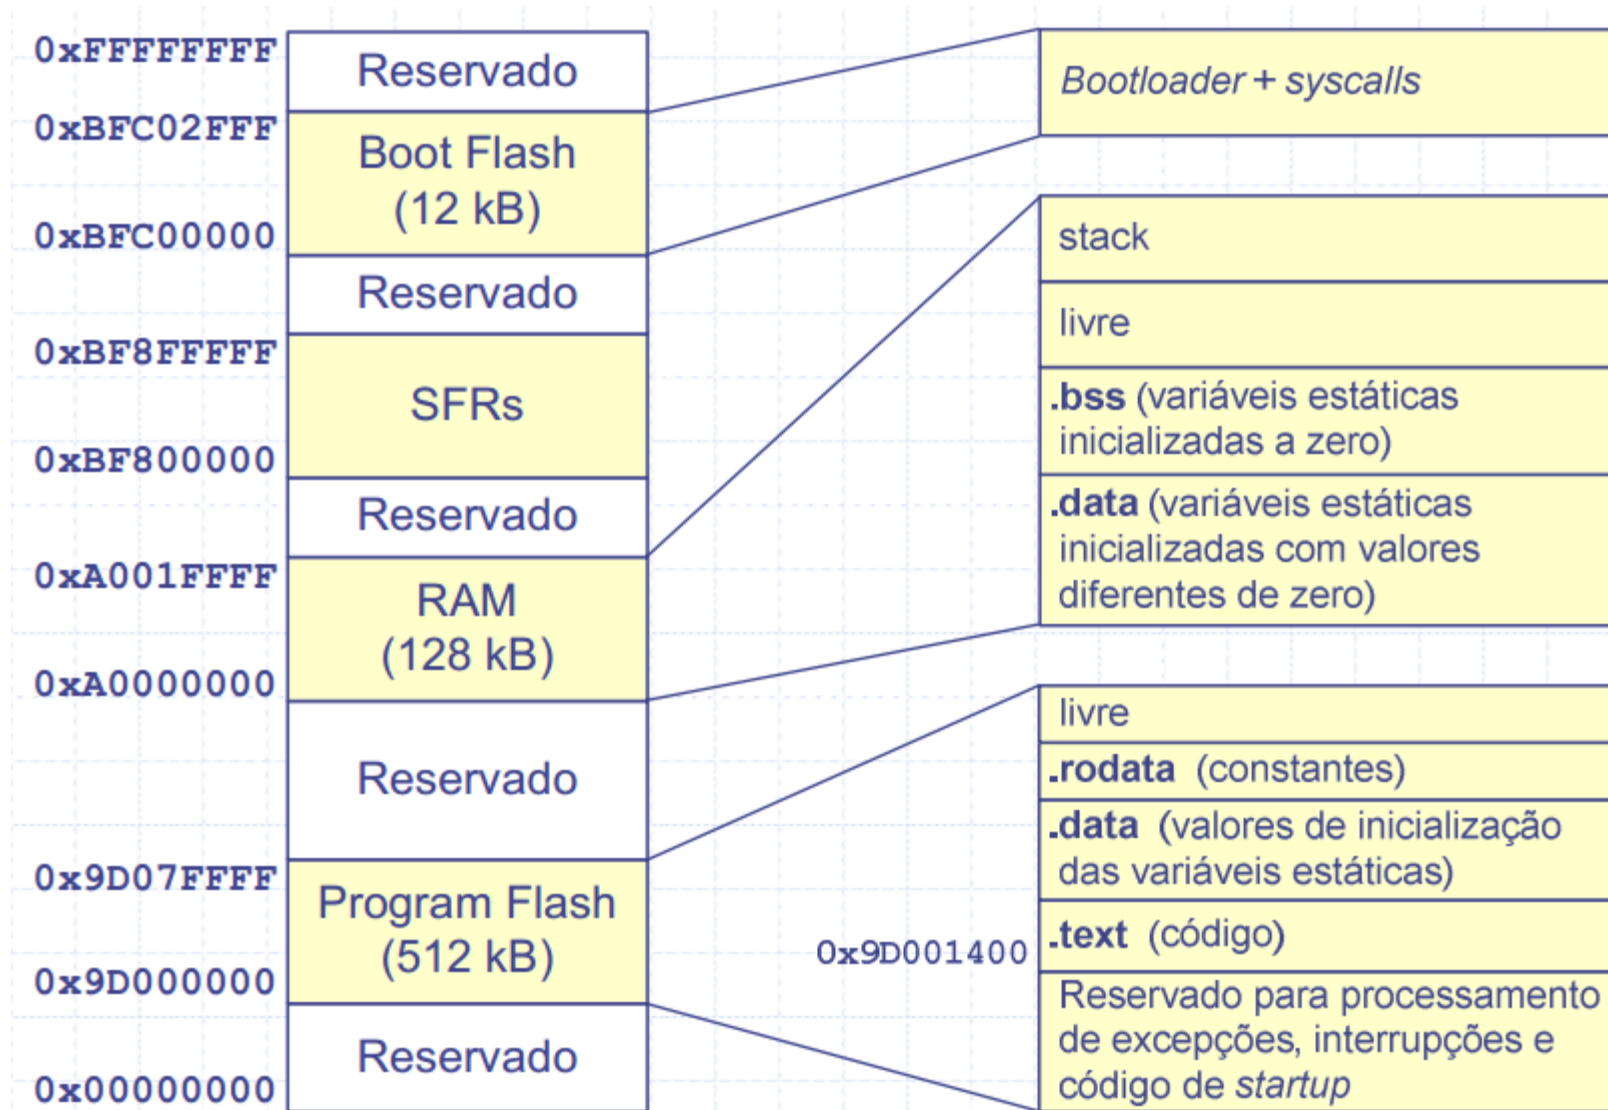 0xFFFFFFFF
Reservado
0xBFC02FFF
Boot Flash
(12 kB)
0xBFC00000
Reservado
0xBF8FFFFF
SFRs
0xBF800000
Reservado
0xA001FFFF
RAM
(128 kB)
0xA0000000
Reservado
0x9D07FFFF
Program Flash
(512 kB)
0x9D000000
Reservado
0x00000000
Bootloader + syscalls
stack
livre
.bss (variáveis estáticas
inicializadas a zero)
.data (variáveis estáticas
inicializadas com valores
diferentes de zero)
livre
.rodata (constantes)
.data (valores de inicialização
das variáveis estáticas)
0x9D001400
.text (código)
Reservado para processamento
de excepções, interrupções e
código de startup